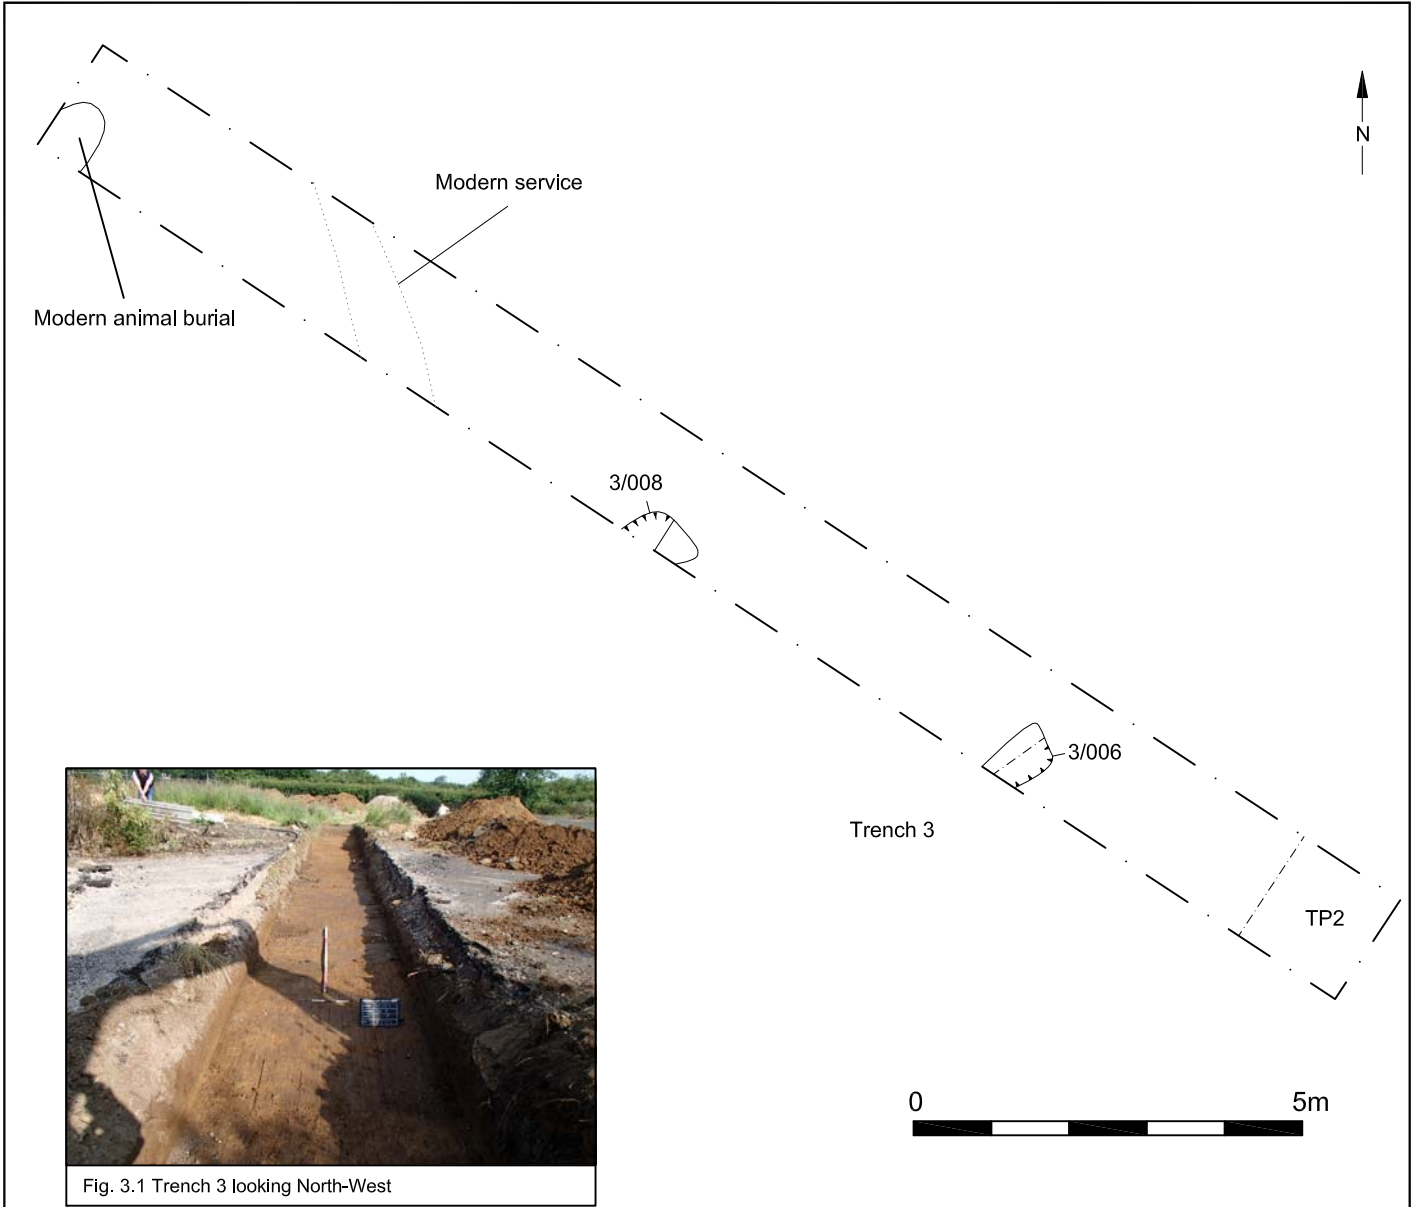 N
Modern service
Modern animal burial
3/008
3/006
Trench 3
TP2
0 5m
Fig. 3.1 Trench 3 looking North-West